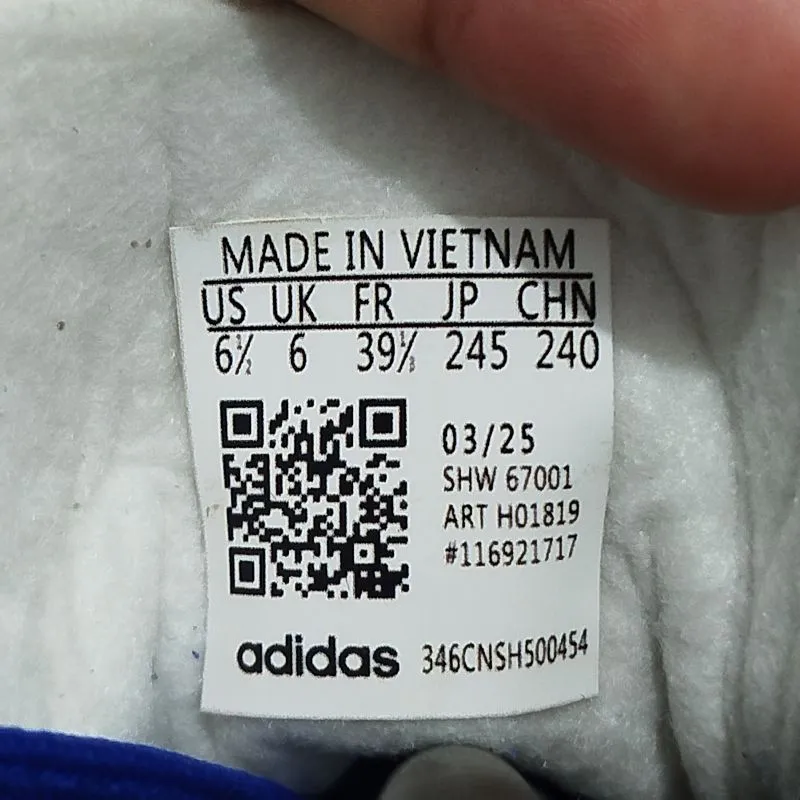 MADE IN VIETNAM
US UK FR JP CHN
6½ 6 39⅓ 245 240
03/25
SHW 67001
ART H01819
#116921717
adidas 346CNSH500454